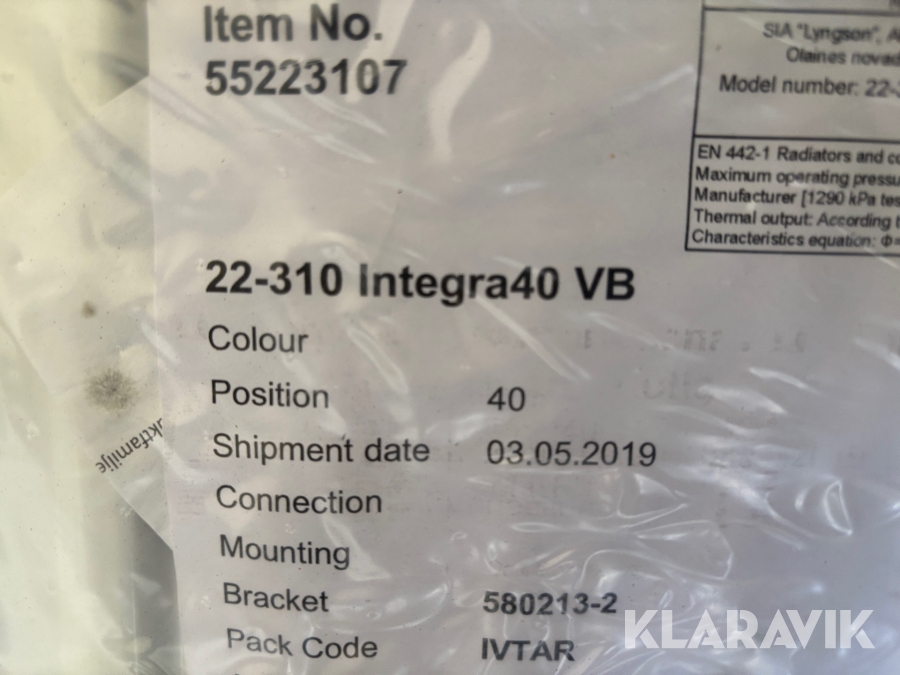 Item No.
55223107
SIA "Lyngson",
Olaines
Model number:
EN 442-1 Radiators and
Maximum operating
Manufacturer [1290 kPa
Thermal output: According
Characteristics equation: Φ=
22-310 Integra40 VB
Colour
Position 40
Shipment date 03.05.2019
Connection
Mounting
Bracket 580213-2
Pack Code IVTAR
KLARAVIK